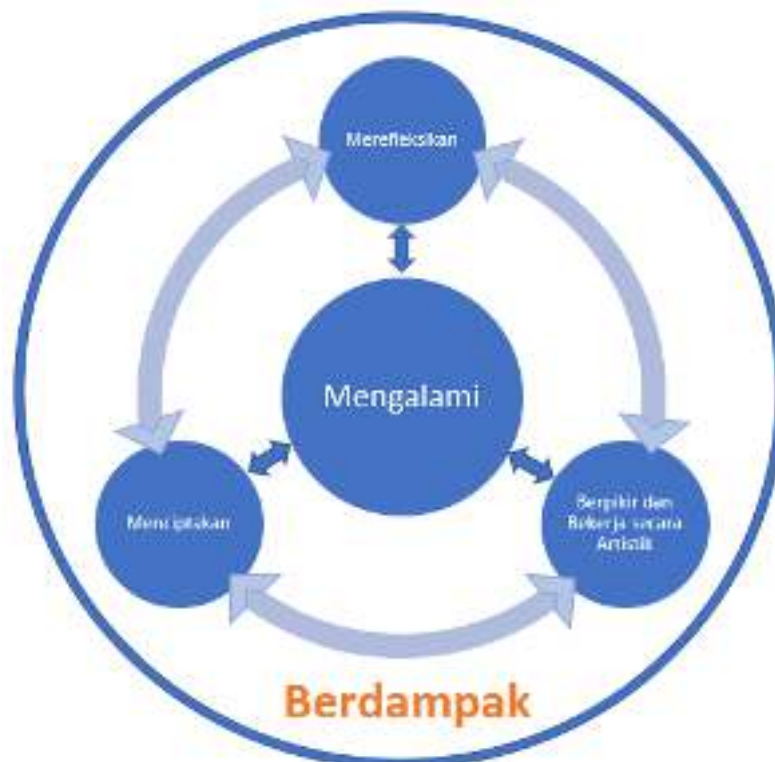 Merefleksikan
Mengalami
Menciptakan
Berpikir dan
Bekerja secara
Artistik
Berdampak